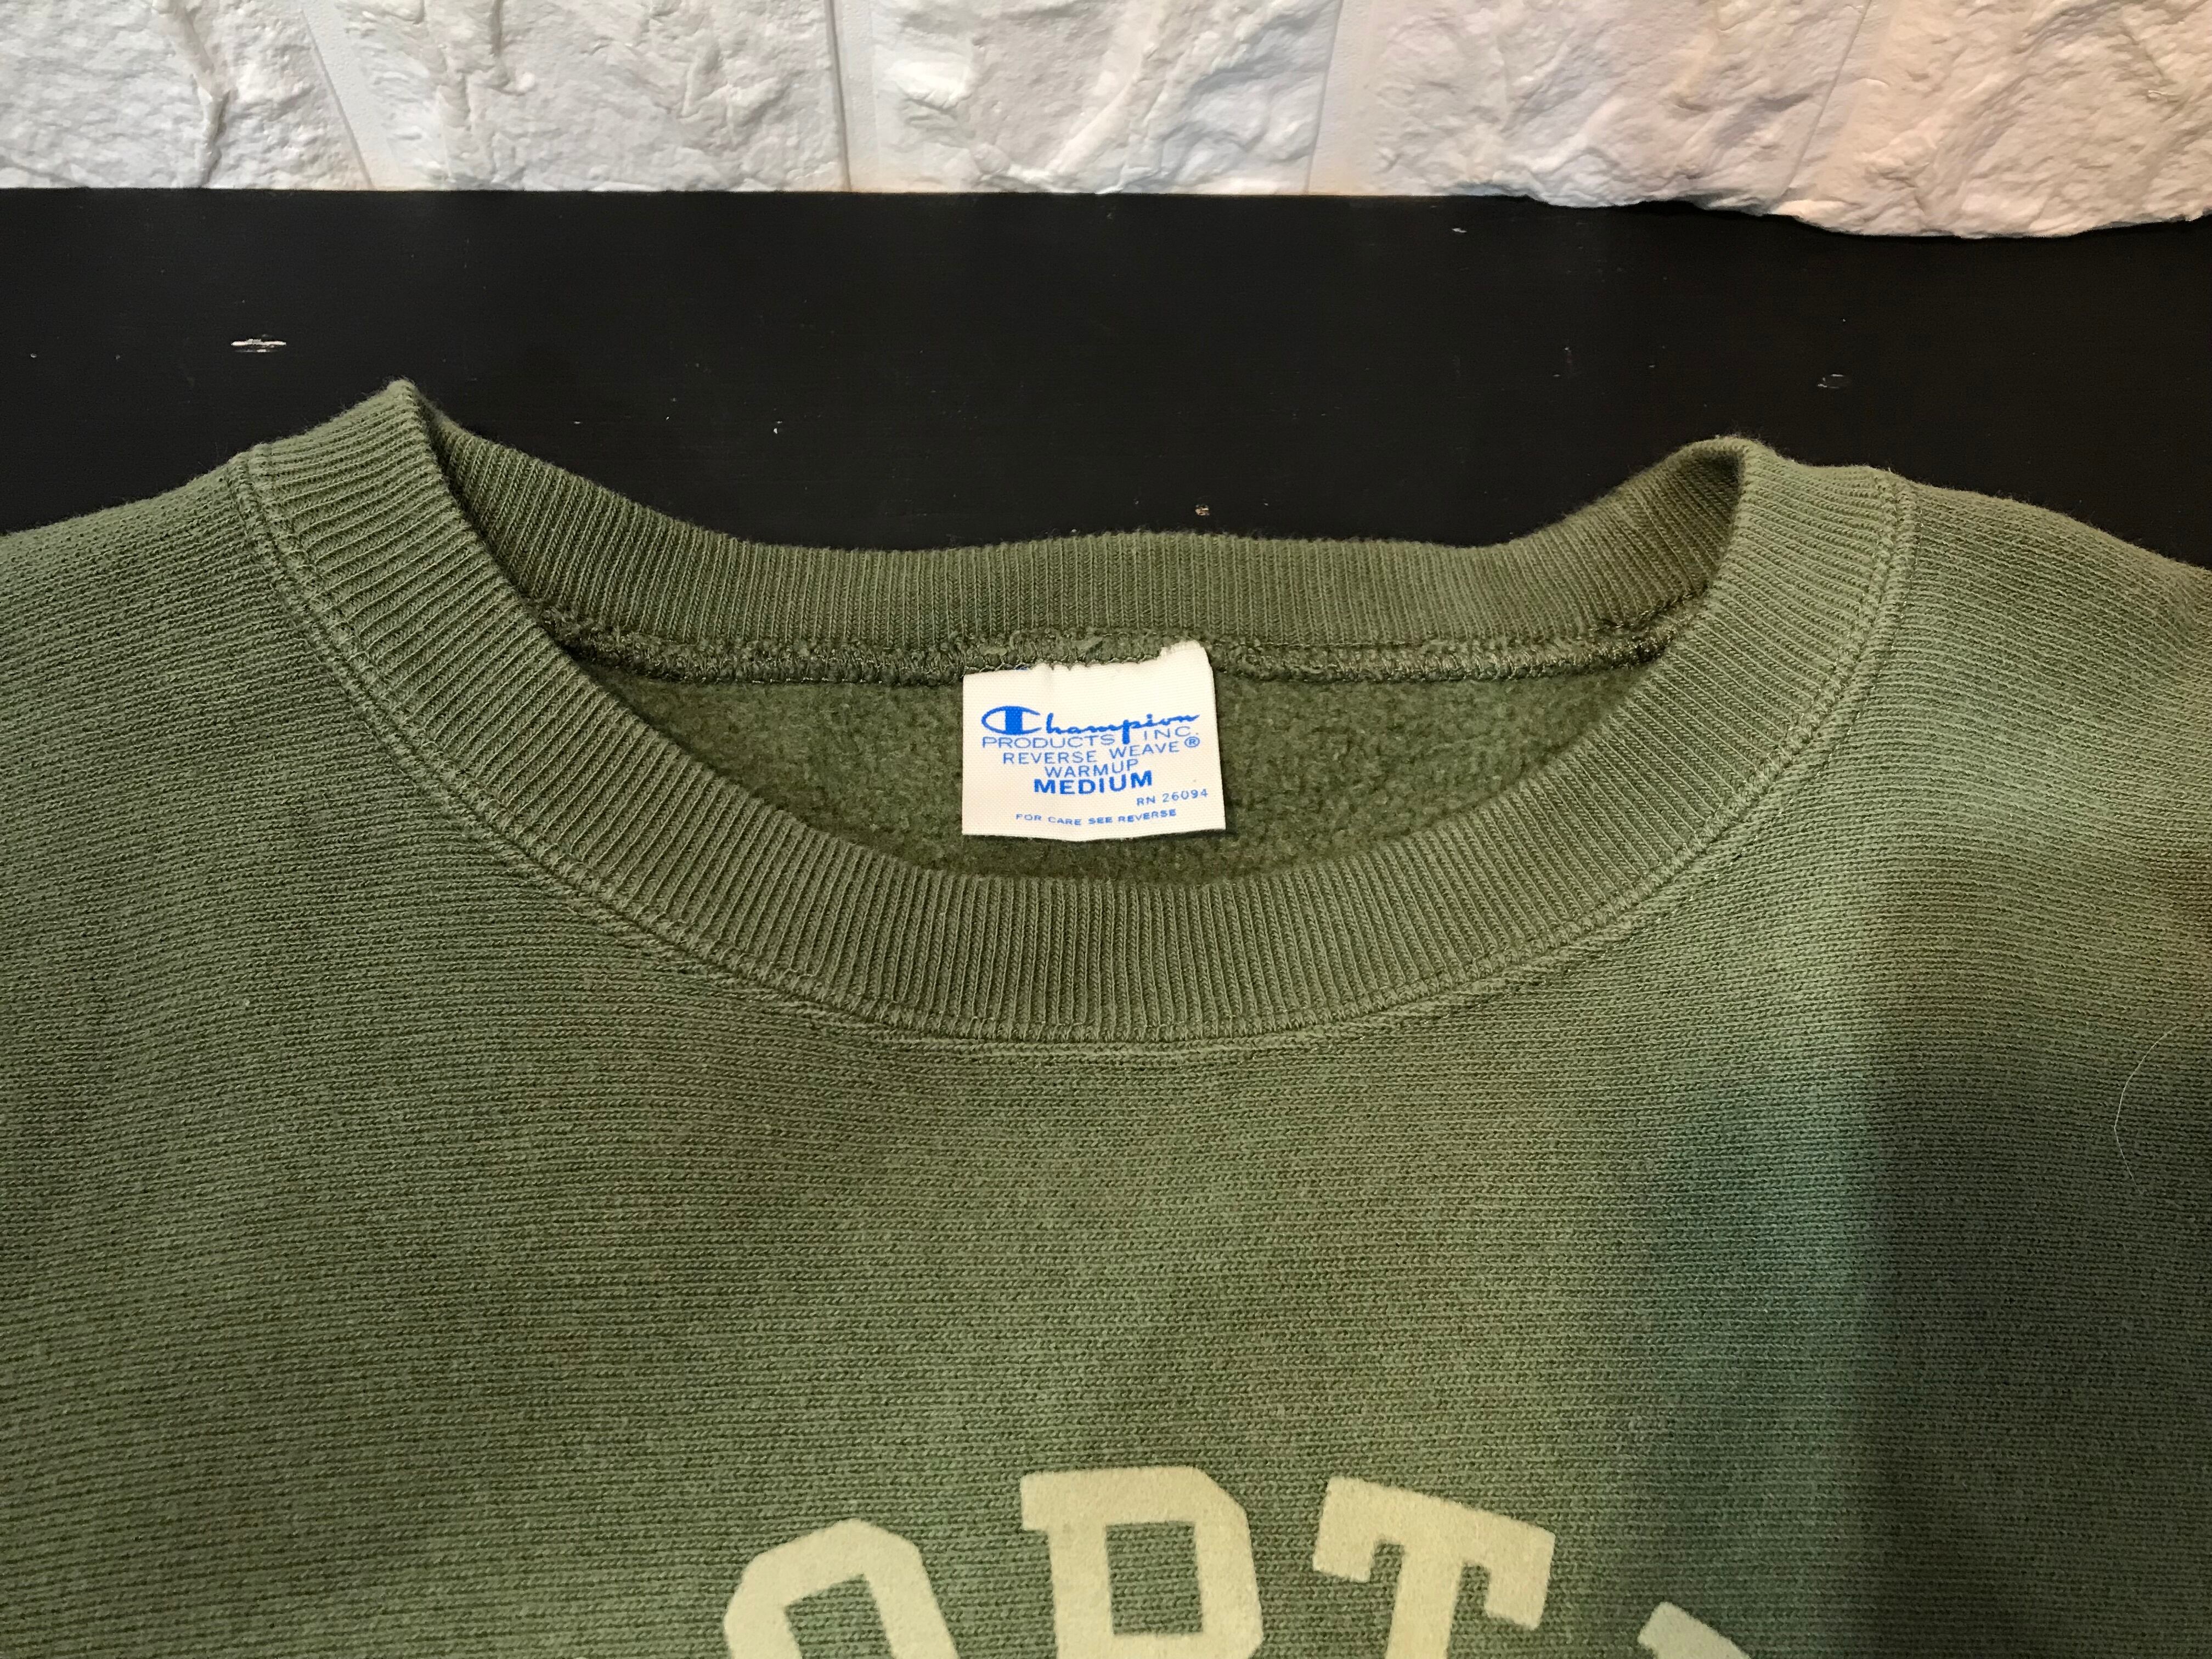 Champion
PRODUCTS INC.
REVERSE WEAVE®
WARMUP
MEDIUM
RN 26094
FOR CARE SEE REVERSE